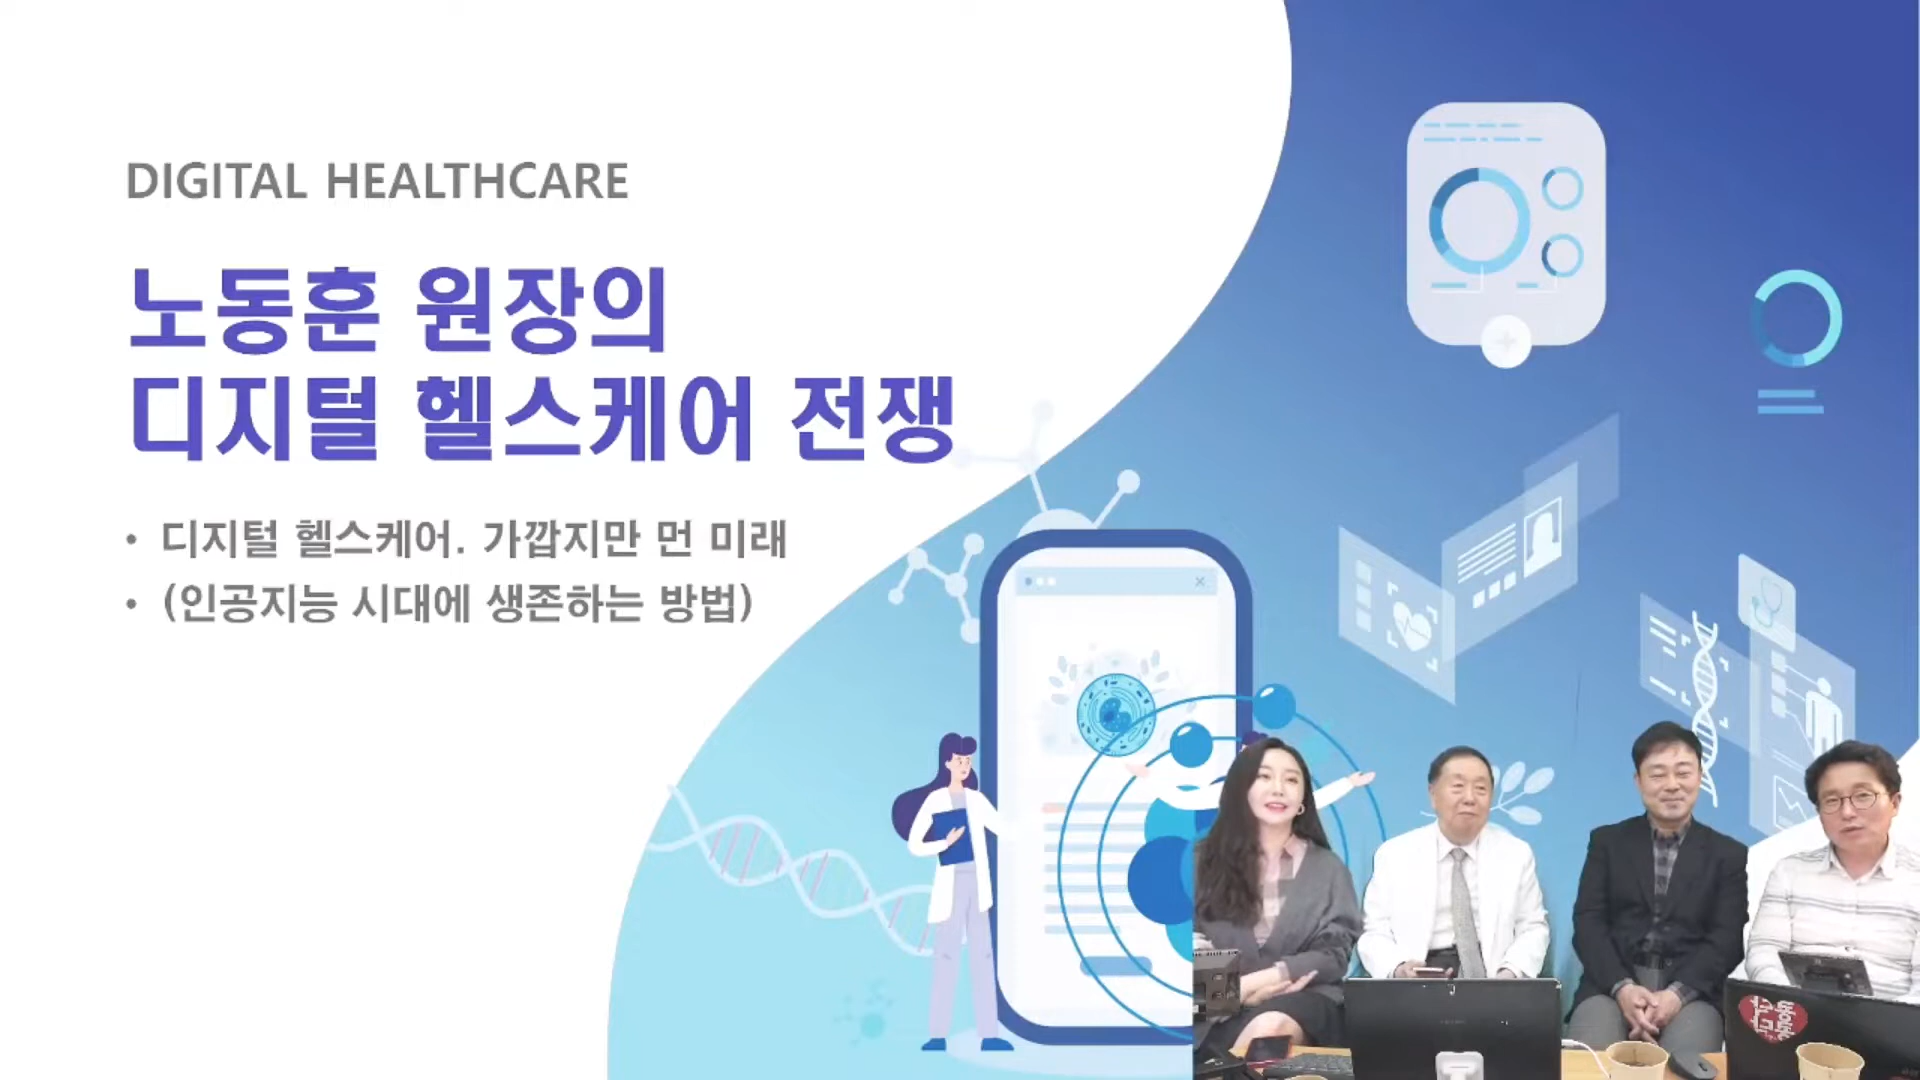 DIGITAL HEALTHCARE
노동훈 원장의
디지털 헬스케어 전쟁
• 디지털 헬스케어. 가깝지만 먼 미래
• (인공지능 시대에 생존하는 방법)